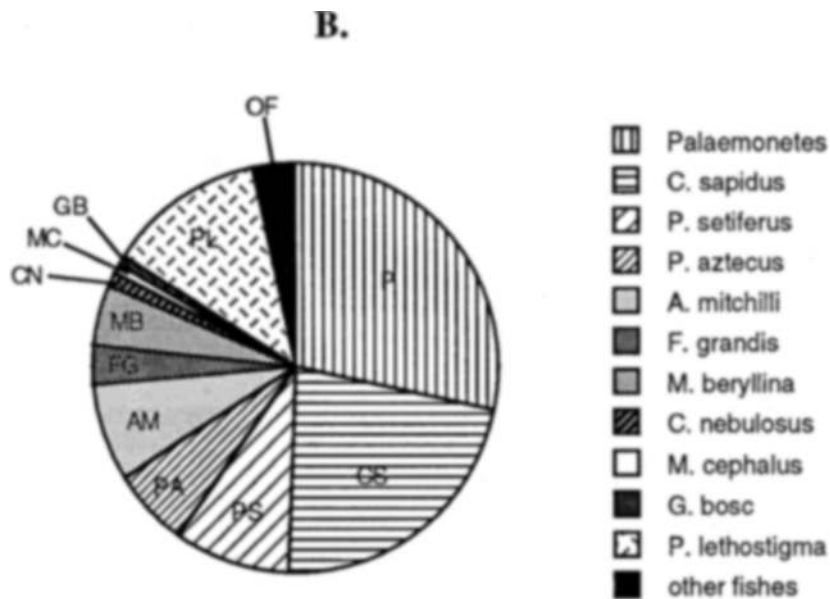 B.
OF
GB
MC
CN
PL
P
MB
FG
AM
PA
PS
CS
Palaemonetes
C. sapidus
P. setiferus
P. aztecus
A. mitchilli
F. grandis
M. beryllina
C. nebulosus
M. cephalus
G. bosc
P. lethostigma
other fishes